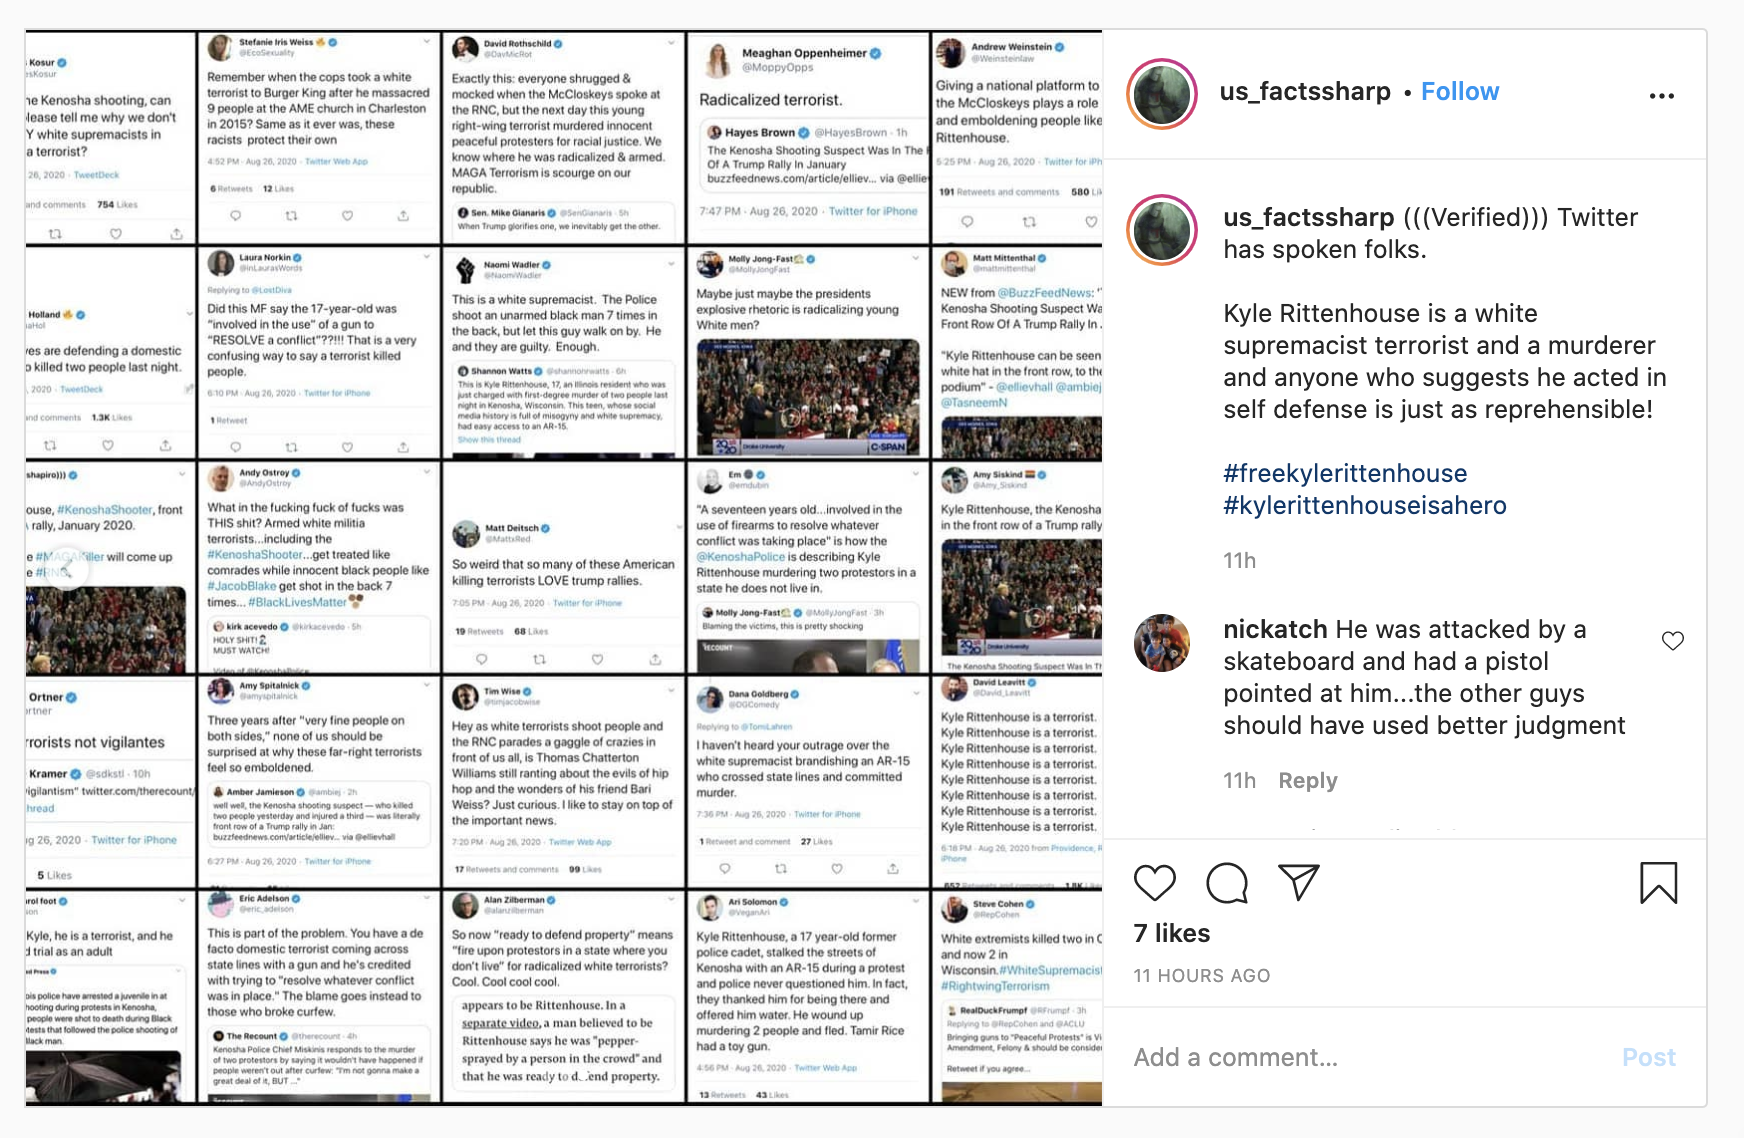 Kosur
sKosur
ne Kenosha shooting, can
lease tell me why we don't
Y white supremacists in
a terrorist?
26, 2020 · TweetDeck
and comments 754 Likes
Stefanie Iris Weiss
@EcoSexuality
Remember when the cops took a white
terrorist to Burger King after he massacred
9 people at the AME church in Charleston
in 2015? Same as it ever was, these
racists protect their own
4:52 PM · Aug 26, 2020 · Twitter Web App
6 Retweets 12 Likes
David Rothschild
@DavMicRot
Exactly this: everyone shrugged &
mocked when the McCloskeys spoke at
the RNC, but the next day this young
right-wing terrorist murdered innocent
peaceful protesters for racial justice. We
know where he was radicalized & armed.
MAGA Terrorism is scourge on our
republic.
Sen. Mike Gianaris @SenGianaris · 5h
When Trump glorifies one, we inevitably get the other.
Meaghan Oppenheimer
@MoppyOpps
Radicalized terrorist.
Hayes Brown @HayesBrown · 1h
The Kenosha Shooting Suspect Was In The F
Of A Trump Rally In January
buzzfeednews.com/article/elliev... via @ellie
7:47 PM · Aug 26, 2020 · Twitter for iPhone
Andrew Weinstein
@Weinsteinlaw
Giving a national platform to
the McCloskeys plays a role
and emboldening people like
Rittenhouse.
5:25 PM · Aug 26, 2020 · Twitter for iPh
191 Retweets and comments 580 Lik
Holland
aHol
ves are defending a domestic
o killed two people last night.
, 2020 · TweetDeck
nd comments 1.3K Likes
Laura Norkin
@inLaurasWords
Replying to @LostDiva
Did this MF say the 17-year-old was
"involved in the use" of a gun to
"RESOLVE a conflict"??!!! That is a very
confusing way to say a terrorist killed
people.
6:10 PM · Aug 26, 2020 · Twitter for iPhone
1 Retweet
Naomi Wadler
@NaomiWadler
This is a white supremacist. The Police
shoot an unarmed black man 7 times in
the back, but let this guy walk on by. He
and they are guilty. Enough.
Shannon Watts @shannonrwatts · 6h
This is Kyle Rittenhouse, 17, an Illinois resident who was
just charged with first-degree murder of two people last
night in Kenosha, Wisconsin. This teen, whose social
media history is full of misogyny and white supremacy,
had easy access to an AR-15.
Show this thread
Molly Jong-Fast
@MollyJongFast
Maybe just maybe the presidents
explosive rhetoric is radicalizing young
White men?
2020
Drake University
C-SPAN
Matt Mittenthal
@mattmittenthal
NEW from @BuzzFeedNews: '
Kenosha Shooting Suspect Wa
Front Row Of A Trump Rally In .
"Kyle Rittenhouse can be seen
white hat in the front row, to the
podium" - @ellievhall @ambiej
@TasneemN
shapiro)))
ouse, #KenoshaShooter, front
rally, January 2020.
e #MAGAKiller will come up
e #RNC
Andy Ostroy
@AndyOstroy
What in the fucking fuck of fucks was
THIS shit? Armed white militia
terrorists...including the
#KenoshaShooter...get treated like
comrades while innocent black people like
#JacobBlake get shot in the back 7
times... #BlackLivesMatter
kirk acevedo @kirkacevedo · 5h
HOLY SHIT!
MUST WATCH!
Video of @KenoshaPolice
Matt Deitsch
@MattxRed
So weird that so many of these American
killing terrorists LOVE trump rallies.
7:05 PM · Aug 26, 2020 · Twitter for iPhone
19 Retweets 68 Likes
Em
@emdubin
"A seventeen years old...involved in the
use of firearms to resolve whatever
conflict was taking place" is how the
@KenoshaPolice is describing Kyle
Rittenhouse murdering two protestors in a
state he does not live in.
Molly Jong-Fast @MollyJongFast · 3h
Blaming the victims, this is pretty shocking
RECOUNT
Amy Siskind
@Amy_Siskind
Kyle Rittenhouse, the Kenosha
in the front row of a Trump rally
2020
Drake University
The Kenosha Shooting Suspect Was In Th
Ortner
rtner
rrorists not vigilantes
Kramer @sdkstl · 10h
igilantism" twitter.com/therecount/
hread
g 26, 2020 · Twitter for iPhone
5 Likes
Amy Spitalnick
@amyspitalnick
Three years after "very fine people on
both sides," none of us should be
surprised at why these far-right terrorists
feel so emboldened.
Amber Jamieson @ambiej · 2h
well well, the Kenosha shooting suspect — who killed
two people yesterday and injured a third — was literally
front row of a Trump rally in Jan:
buzzfeednews.com/article/elliev... via @ellievhall
6:27 PM · Aug 26, 2020 · Twitter for iPhone
Tim Wise
@timjacobwise
Hey as white terrorists shoot people and
the RNC parades a gaggle of crazies in
front of us all, is Thomas Chatterton
Williams still ranting about the evils of hip
hop and the wonders of his friend Bari
Weiss? Just curious. I like to stay on top of
the important news.
7:20 PM · Aug 26, 2020 · Twitter Web App
17 Retweets and comments 99 Likes
Dana Goldberg
@DGComedy
Replying to @TomiLahren
I haven't heard your outrage over the
white supremacist brandishing an AR-15
who crossed state lines and committed
murder.
7:36 PM · Aug 26, 2020 · Twitter for iPhone
1 Retweet and comment 27 Likes
David Leavitt
@David_Leavitt
Kyle Rittenhouse is a terrorist.
Kyle Rittenhouse is a terrorist.
Kyle Rittenhouse is a terrorist.
Kyle Rittenhouse is a terrorist.
Kyle Rittenhouse is a terrorist.
Kyle Rittenhouse is a terrorist.
Kyle Rittenhouse is a terrorist.
Kyle Rittenhouse is a terrorist.
6:18 PM · Aug 26, 2020 from Providence, R
iPhone
652 Retweets and comments 1.8K Likes
rol foot
on
Kyle, he is a terrorist, and he
d trial as an adult
ed Press
ois police have arrested a juvenile in at
hooting during protests in Kenosha,
people were shot to death during Black
tests that followed the police shooting of
lack man.
Eric Adelson
@eric_adelson
This is part of the problem. You have a de
facto domestic terrorist coming across
state lines with a gun and he's credited
with trying to "resolve whatever conflict
was in place." The blame goes instead to
those who broke curfew.
The Recount @therecount · 4h
Kenosha Police Chief Miskinis responds to the murder
of two protestors by saying it wouldn't have happened if
people weren't out after curfew: "I'm not gonna make a
great deal of it, BUT ..."
Alan Zilberman
@alanzilberman
So now "ready to defend property" means
"fire upon protestors in a state where you
don't live" for radicalized white terrorists?
Cool. Cool cool cool.
appears to be Rittenhouse. In a
separate video, a man believed to be
Rittenhouse says he was "pepper-
sprayed by a person in the crowd" and
that he was ready to d. .end property.
Ari Solomon
@VeganAri
Kyle Rittenhouse, a 17 year-old former
police cadet, stalked the streets of
Kenosha with an AR-15 during a protest
and police never questioned him. In fact,
they thanked him for being there and
offered him water. He wound up
murdering 2 people and fled. Tamir Rice
had a toy gun.
4:56 PM · Aug 26, 2020 · Twitter Web App
13 Retweets 43 Likes
Steve Cohen
@RepCohen
White extremists killed two in C
and now 2 in
Wisconsin.#WhiteSupremacist
#RightwingTerrorism
RealDuckFrumpf @RFrumpf · 3h
Replying to @RepCohen and @ACLU
Bringing guns to "Peaceful Protests" is Vi
Amendment, Felony & should be conside
Retweet if you agree...
us_factssharp • Follow
us_factssharp (((Verified))) Twitter
has spoken folks.
Kyle Rittenhouse is a white
supremacist terrorist and a murderer
and anyone who suggests he acted in
self defense is just as reprehensible!
#freekylerittenhouse
#kylerittenhouseisahero
11h
nickatch He was attacked by a
skateboard and had a pistol
pointed at him...the other guys
should have used better judgment
11h Reply
7 likes
11 HOURS AGO
Add a comment...
Post